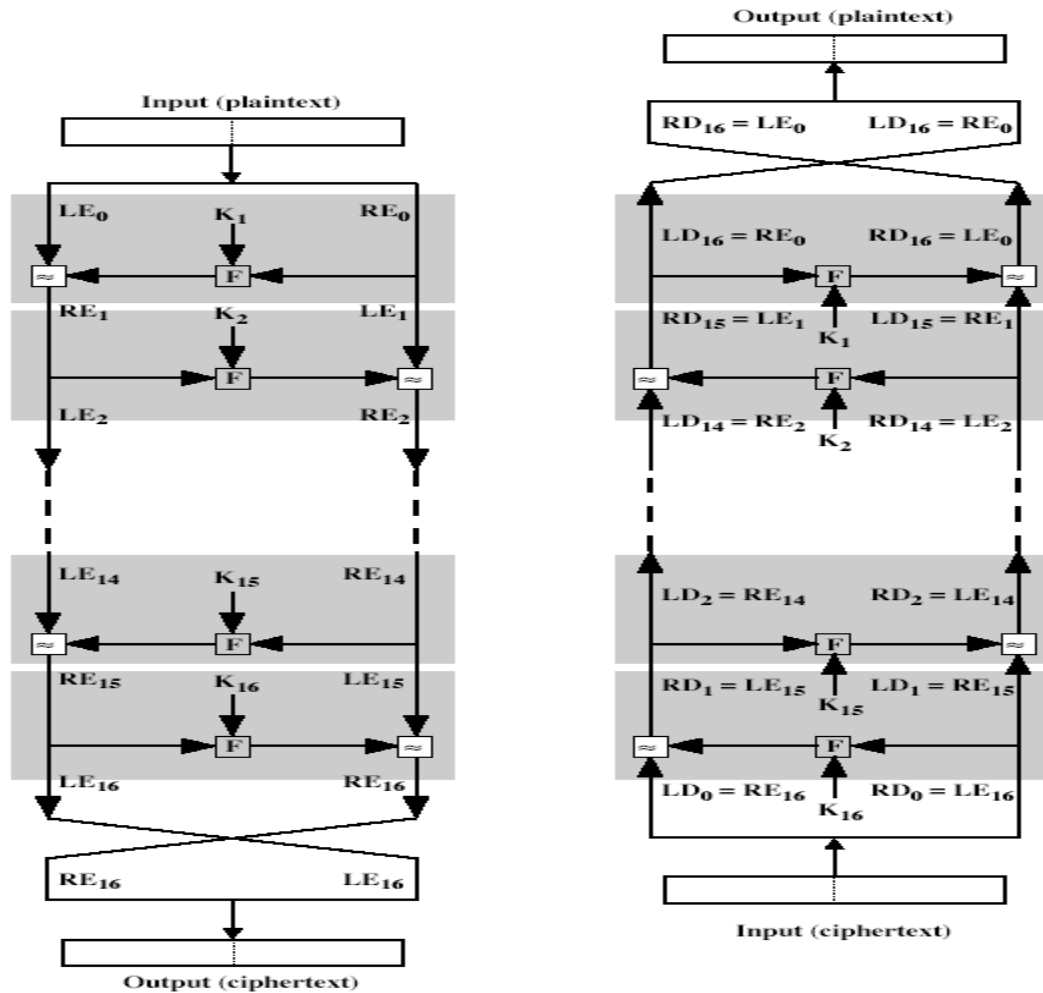 Input (plaintext)
LE₀ K₁ RE₀
≈ F
RE₁ K₂ LE₁
F ≈
LE₂ RE₂
LE₁₄ K₁₅ RE₁₄
≈ F
RE₁₅ K₁₆ LE₁₅
F ≈
LE₁₆ RE₁₆
RE₁₆ LE₁₆
Output (ciphertext)
Output (plaintext)
RD₁₆ = LE₀ LD₁₆ = RE₀
LD₁₆ = RE₀ RD₁₆ = LE₀
F ≈
RD₁₅ = LE₁ K₁ LD₁₅ = RE₁
≈ F
LD₁₄ = RE₂ K₂ RD₁₄ = LE₂
LD₂ = RE₁₄ RD₂ = LE₁₄
F ≈
RD₁ = LE₁₅ K₁₅ LD₁ = RE₁₅
≈ F
LD₀ = RE₁₆ K₁₆ RD₀ = LE₁₆
Input (ciphertext)